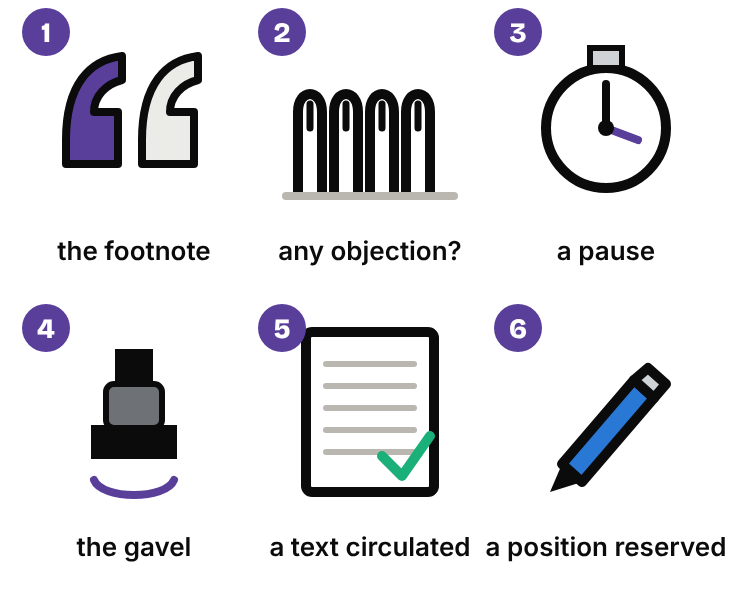 1
2
3
the footnote
any objection?
a pause
4
5
6
the gavel
a text circulated
a position reserved